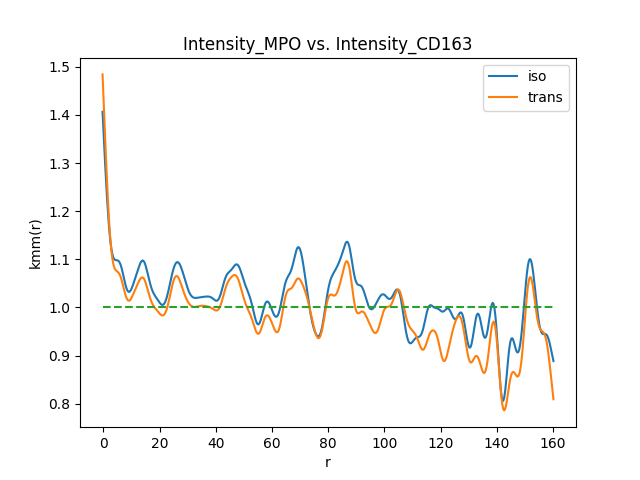 Intensity_MPO vs. Intensity_CD163
iso
trans
kmm(r)
1.5
1.4
1.3
1.2
1.1
1.0
0.9
0.8
0 20 40 60 80 100 120 140 160
r